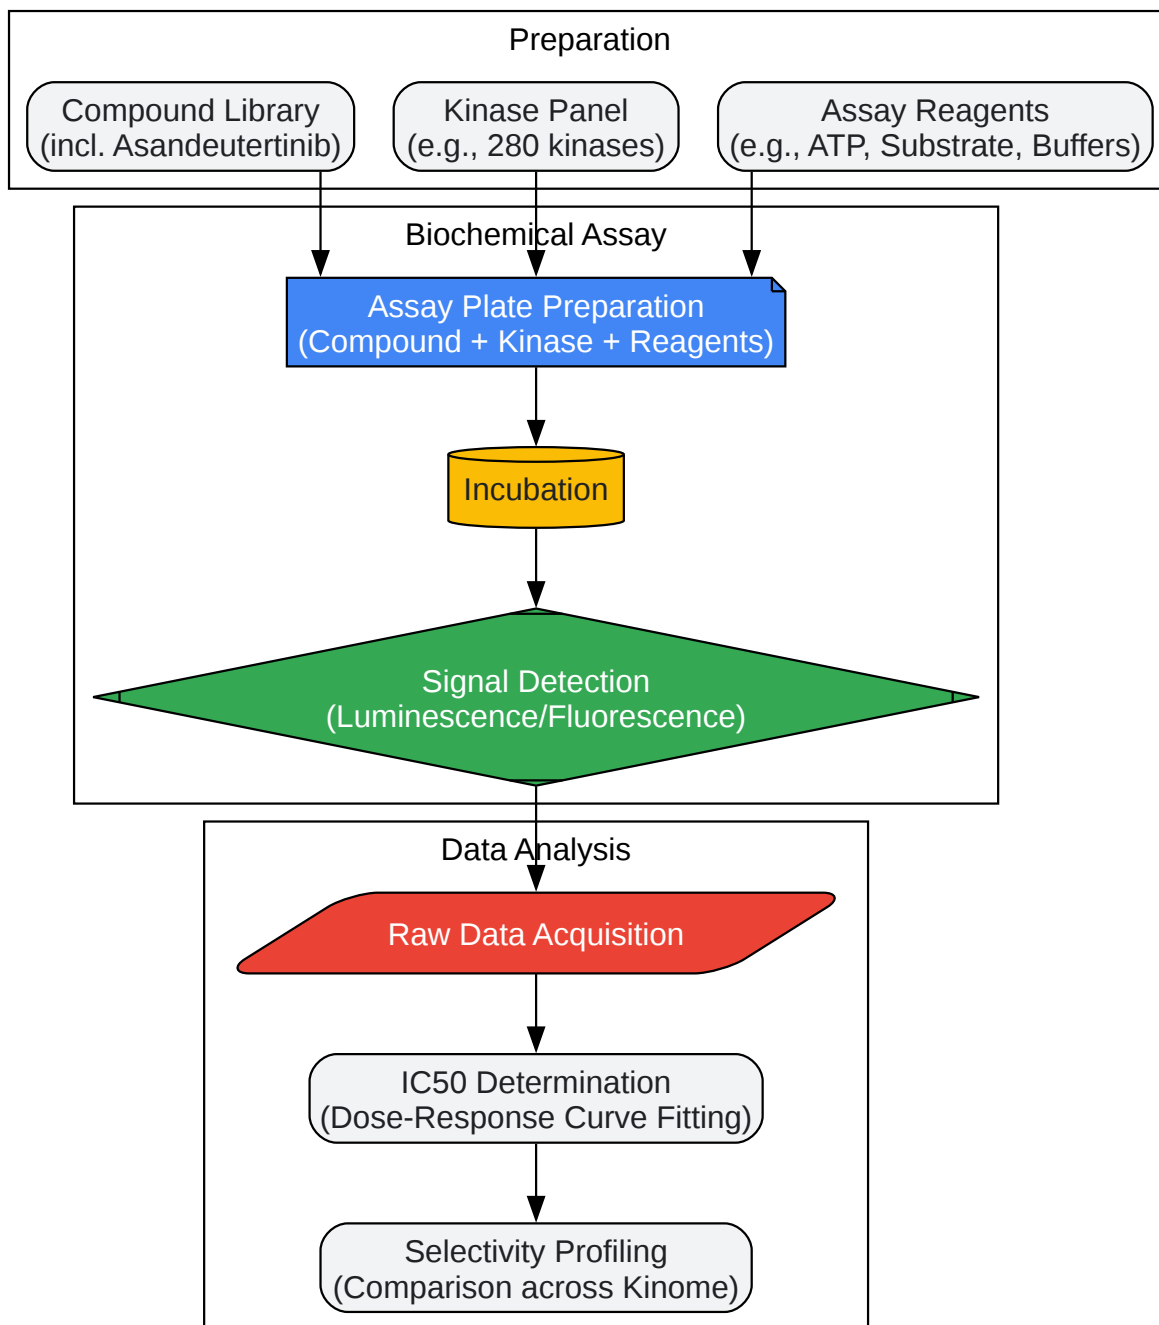 Preparation
Compound Library
(incl. Asandeutertinib)
Kinase Panel
(e.g., 280 kinases)
Assay Reagents
(e.g., ATP, Substrate, Buffers)
Biochemical Assay
Assay Plate Preparation
(Compound + Kinase + Reagents)
Incubation
Signal Detection
(Luminescence/Fluorescence)
Data Analysis
Raw Data Acquisition
IC50 Determination
(Dose-Response Curve Fitting)
Selectivity Profiling
(Comparison across Kinome)